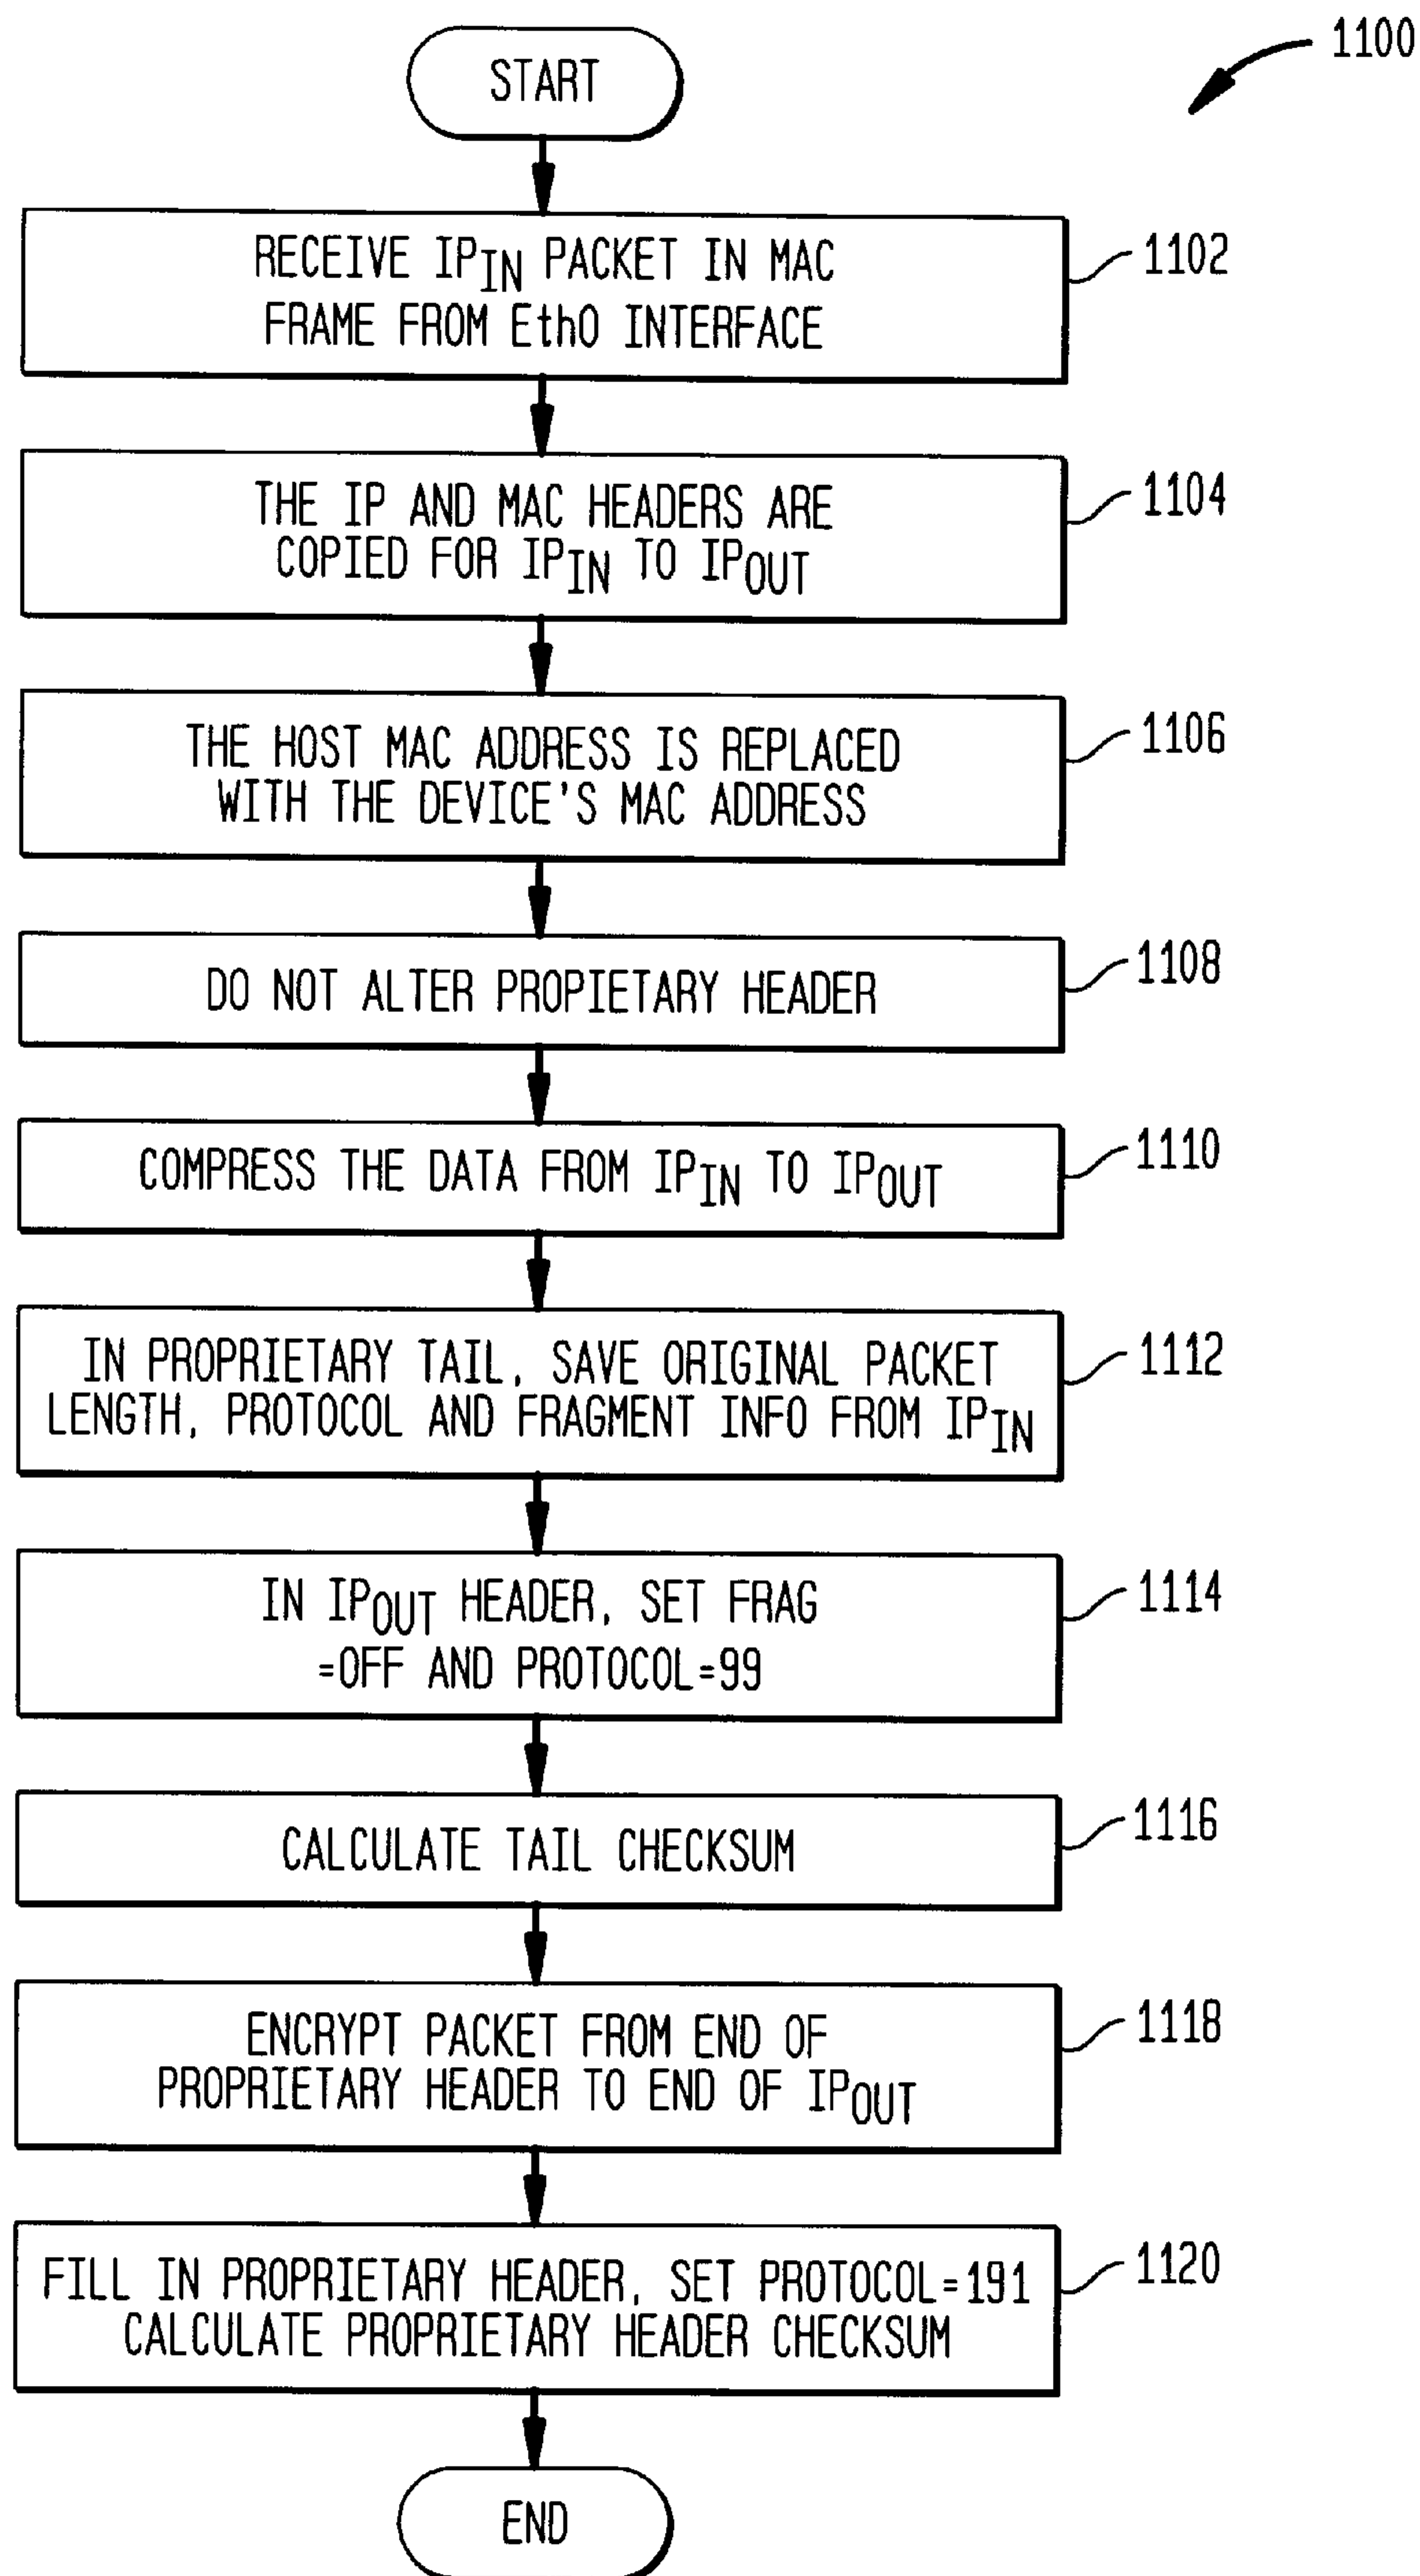 1100
START
RECEIVE IPIN PACKET IN MAC
FRAME FROM Eth0 INTERFACE
1102
THE IP AND MAC HEADERS ARE
COPIED FOR IPIN TO IPOUT
1104
THE HOST MAC ADDRESS IS REPLACED
WITH THE DEVICE'S MAC ADDRESS
1106
DO NOT ALTER PROPIETARY HEADER
1108
COMPRESS THE DATA FROM IPIN TO IPOUT
1110
IN PROPRIETARY TAIL, SAVE ORIGINAL PACKET
LENGTH, PROTOCOL AND FRAGMENT INFO FROM IPIN
1112
IN IPOUT HEADER, SET FRAG
=OFF AND PROTOCOL=99
1114
CALCULATE TAIL CHECKSUM
1116
ENCRYPT PACKET FROM END OF
PROPRIETARY HEADER TO END OF IPOUT
1118
FILL IN PROPRIETARY HEADER, SET PROTOCOL=191
CALCULATE PROPRIETARY HEADER CHECKSUM
1120
END